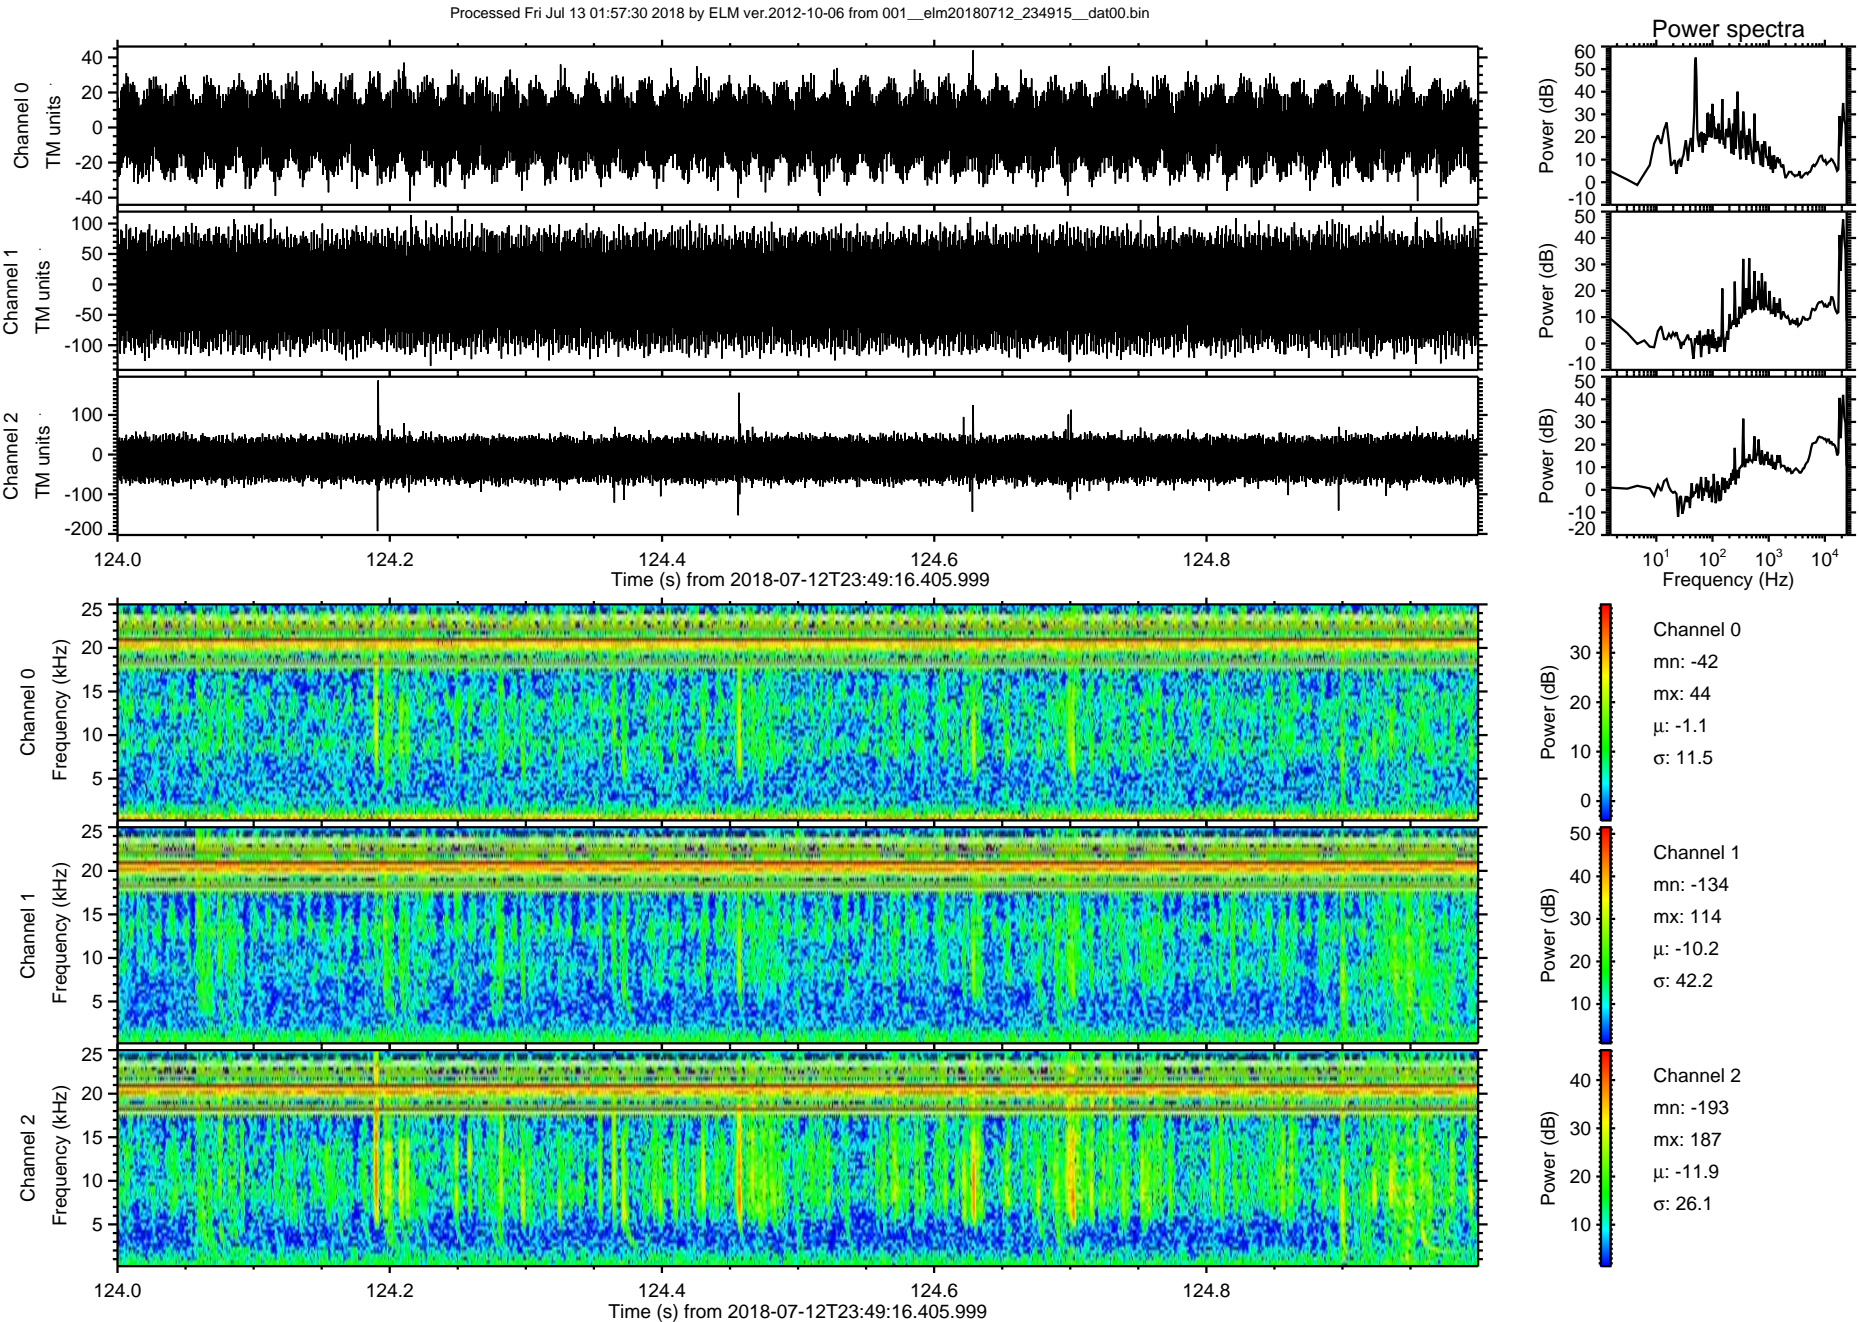 Processed Fri Jul 13 01:57:30 2018 by ELM ver.2012-10-06 from 001__elm20180712_234915__dat00.bin
Power spectra
Channel 0
TM units
40
20
0
-20
-40
Power (dB)
60
50
40
30
20
10
0
-10
Channel 1
TM units
100
50
0
-50
-100
Power (dB)
50
40
30
20
10
0
-10
Channel 2
TM units
100
0
-100
-200
Power (dB)
50
40
30
20
10
0
-10
-20
124.0 124.2 124.4 124.6 124.8
Time (s) from 2018-07-12T23:49:16.405.999
10¹ 10² 10³ 10⁴
Frequency (Hz)
Channel 0
Frequency (kHz)
25
20
15
10
5
Power (dB)
30
20
10
0
Channel 0
mn: -42
mx: 44
μ: -1.1
σ: 11.5
Channel 1
Frequency (kHz)
25
20
15
10
5
Power (dB)
50
40
30
20
10
Channel 1
mn: -134
mx: 114
μ: -10.2
σ: 42.2
Channel 2
Frequency (kHz)
25
20
15
10
5
Power (dB)
40
30
20
10
Channel 2
mn: -193
mx: 187
μ: -11.9
σ: 26.1
124.0 124.2 124.4 124.6 124.8
Time (s) from 2018-07-12T23:49:16.405.999